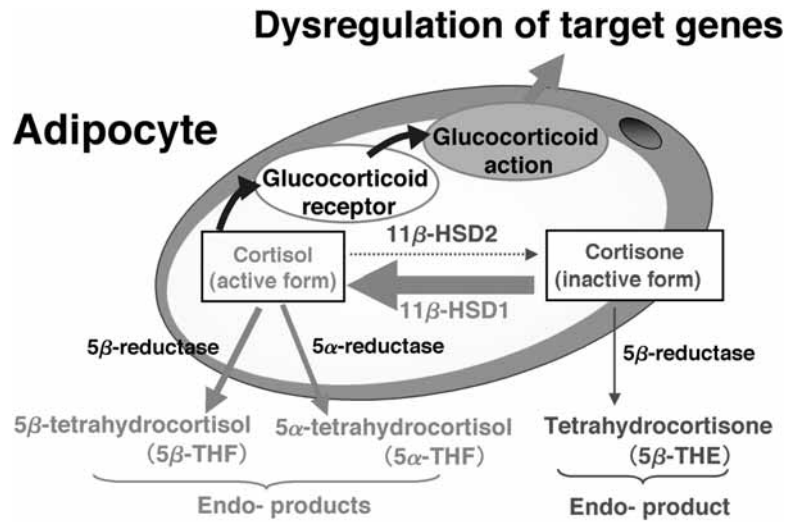 Dysregulation of target genes
Adipocyte
Glucocorticoid
action
Glucocorticoid
receptor
11β-HSD2
Cortisol
(active form)
Cortisone
(inactive form)
11β-HSD1
5β-reductase
5α-reductase
5β-reductase
5β-tetrahydrocortisol
(5β-THF)
5α-tetrahydrocortisol
(5α-THF)
Tetrahydrocortisone
(5β-THE)
Endo- products
Endo- product